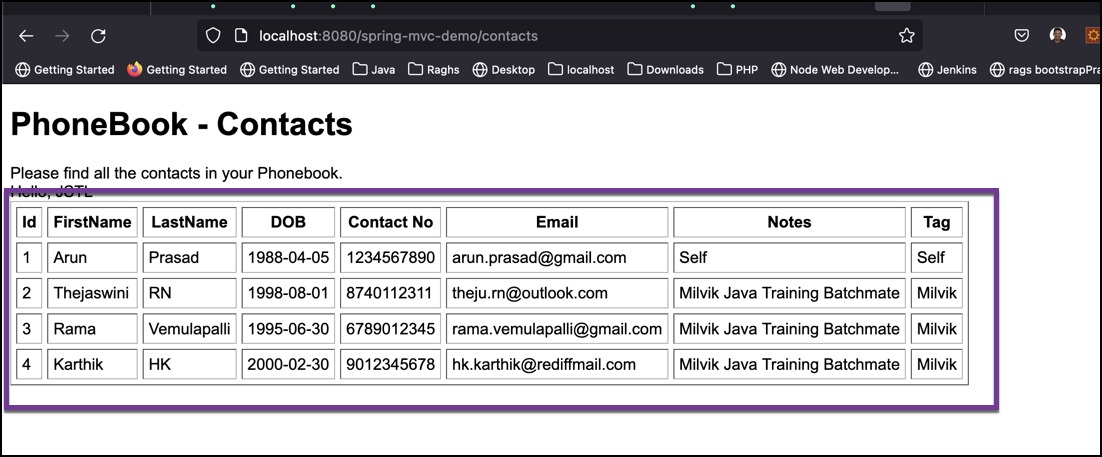 localhost:8080/spring-mvc-demo/contacts
Getting Started Getting Started Getting Started Java Raghs Desktop localhost Downloads PHP Node Web Develop... Jenkins rags bootstrapPra
PhoneBook - Contacts
Please find all the contacts in your Phonebook.
Hello, JSTL
Id FirstName LastName DOB Contact No Email Notes Tag
1 Arun Prasad 1988-04-05 1234567890 arun.prasad@gmail.com Self Self
2 Thejaswini RN 1998-08-01 8740112311 theju.rn@outlook.com Milvik Java Training Batchmate Milvik
3 Rama Vemulapalli 1995-06-30 6789012345 rama.vemulapalli@gmail.com Milvik Java Training Batchmate Milvik
4 Karthik HK 2000-02-30 9012345678 hk.karthik@rediffmail.com Milvik Java Training Batchmate Milvik